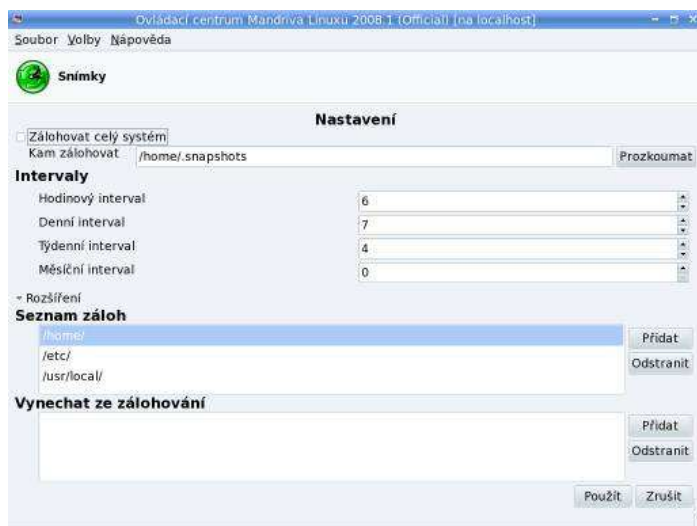 Ovládací centrum Mandriva Linuxu 2008.1 (Official) [na localhost]
Soubor Volby Nápověda
Snímky
Nastavení
Zálohovat celý systém
Kam zálohovat /home/.snapshots Prozkoumat
Intervaly
Hodinový interval 6
Denní interval 7
Týdenní interval 4
Měsíční interval 0
Rozšíření
Seznam záloh
/home/ Přidat
/etc/ Odstranit
/usr/local/
Vynechat ze zálohování
Přidat
Odstranit
Použít Zrušit